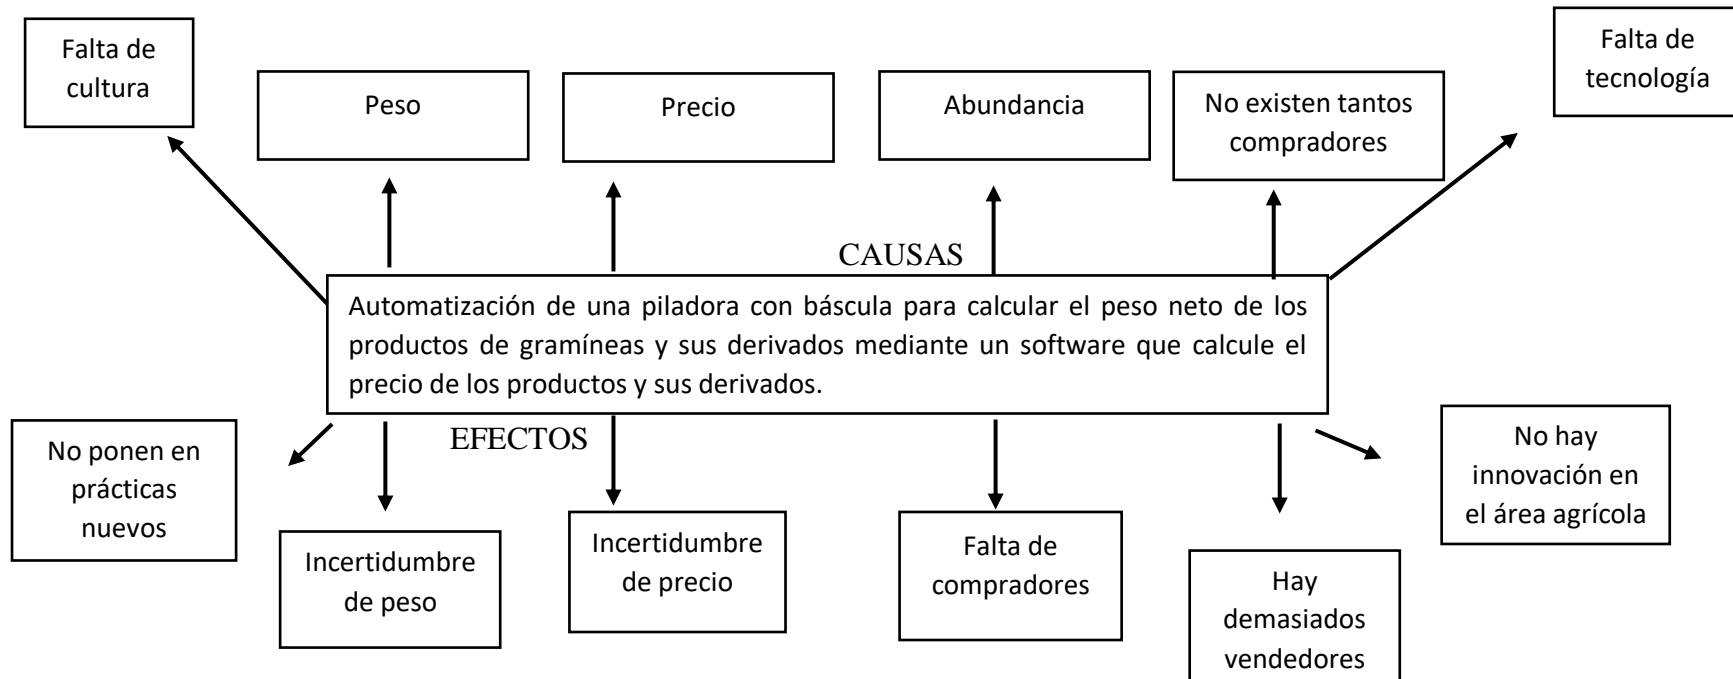 Falta de
cultura
Peso
Precio
Abundancia
No existen tantos
compradores
Falta de
tecnología
CAUSAS
Automatización de una piladora con báscula para calcular el peso neto de los
productos de gramíneas y sus derivados mediante un software que calcule el
precio de los productos y sus derivados.
EFECTOS
No ponen en
prácticas
nuevos
Incertidumbre
de peso
Incertidumbre
de precio
Falta de
compradores
Hay
demasiados
vendedores
No hay
innovación en
el área agrícola